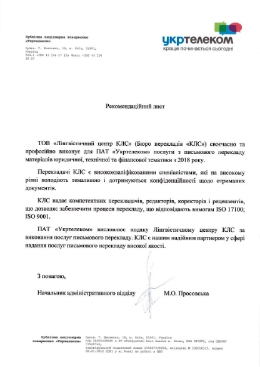 Публічне акціонерне товариство
«Укртелеком»
укртелеком
країна починається сьогодні
Рекомендаційний лист
ТОВ «Лінгвістичний центр КЛС» (Бюро перекладів «КЛС») своєчасно та
професійно виконує для ПАТ «Укртелеком» послуги з письмового перекладу
матеріалів юридичної, технічної та фінансової тематики з 2018 року.
Перекладачі КЛС є висококваліфікованими спеціалістами, які на високому
рівні володіють мовами та дотримуються конфіденційності щодо отриманих
документів.
КЛС надає компетентних перекладачів, редакторів, коректорів і рецензентів,
що дозволяє забезпечити процеси перекладу, що відповідають вимогам ISO 17100;
ISO 9001.
ПАТ «Укртелеком» висловлює подяку Лінгвістичному центру КЛС за
виконання послуг письмового перекладу. КЛС є нашим надійним партнером у сфері
надання послуг письмового перекладу високої якості.
З повагою,
Начальник адміністративного відділу
М.О. Просовська
Публічне акціонерне
товариство «Укртелеком»